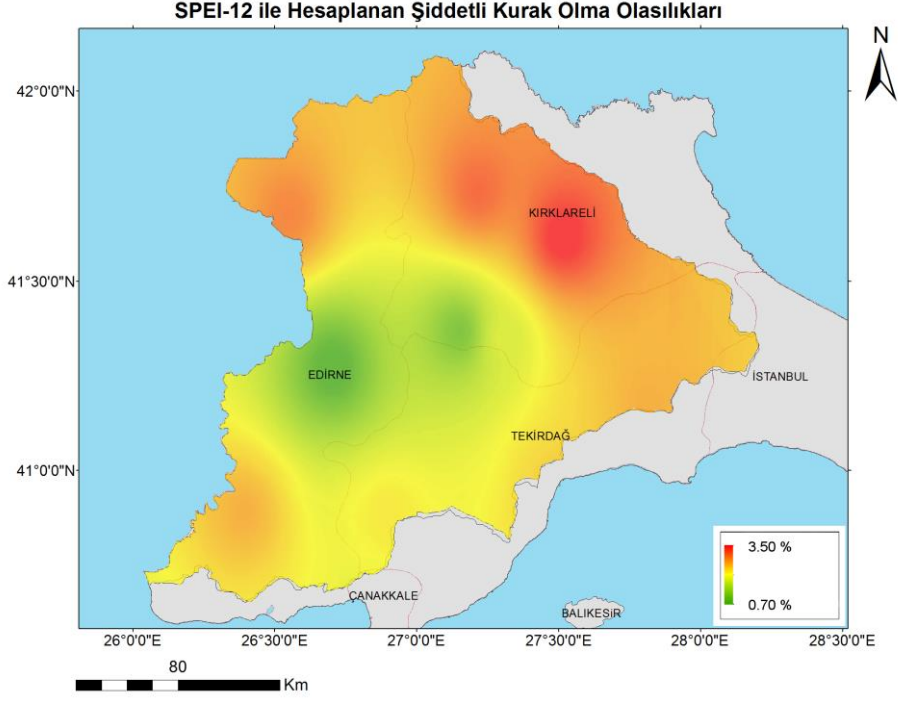 SPEI-12 ile Hesaplanan Şiddetli Kurak Olma Olasılıkları
N
42°0'0"N
KIRKLARELİ
41°30'0"N
EDİRNE
İSTANBUL
TEKİRDAĞ
41°0'0"N
3.50 %
0.70 %
ÇANAKKALE
BALIKESİR
26°0'0"E 26°30'0"E 27°0'0"E 27°30'0"E 28°0'0"E 28°30'0"E
80
Km